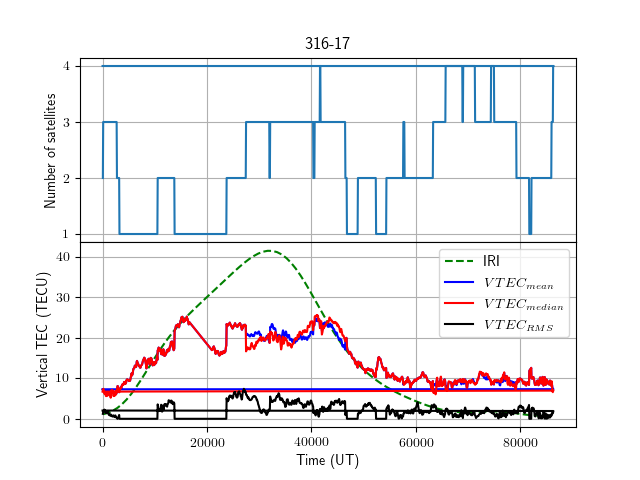 316-17
Number of satellites
4
3
2
1
Vertical TEC (TECU)
40
30
20
10
0
IRI
VTEC_mean
VTEC_median
VTEC_RMS
0 20000 40000 60000 80000
Time (UT)